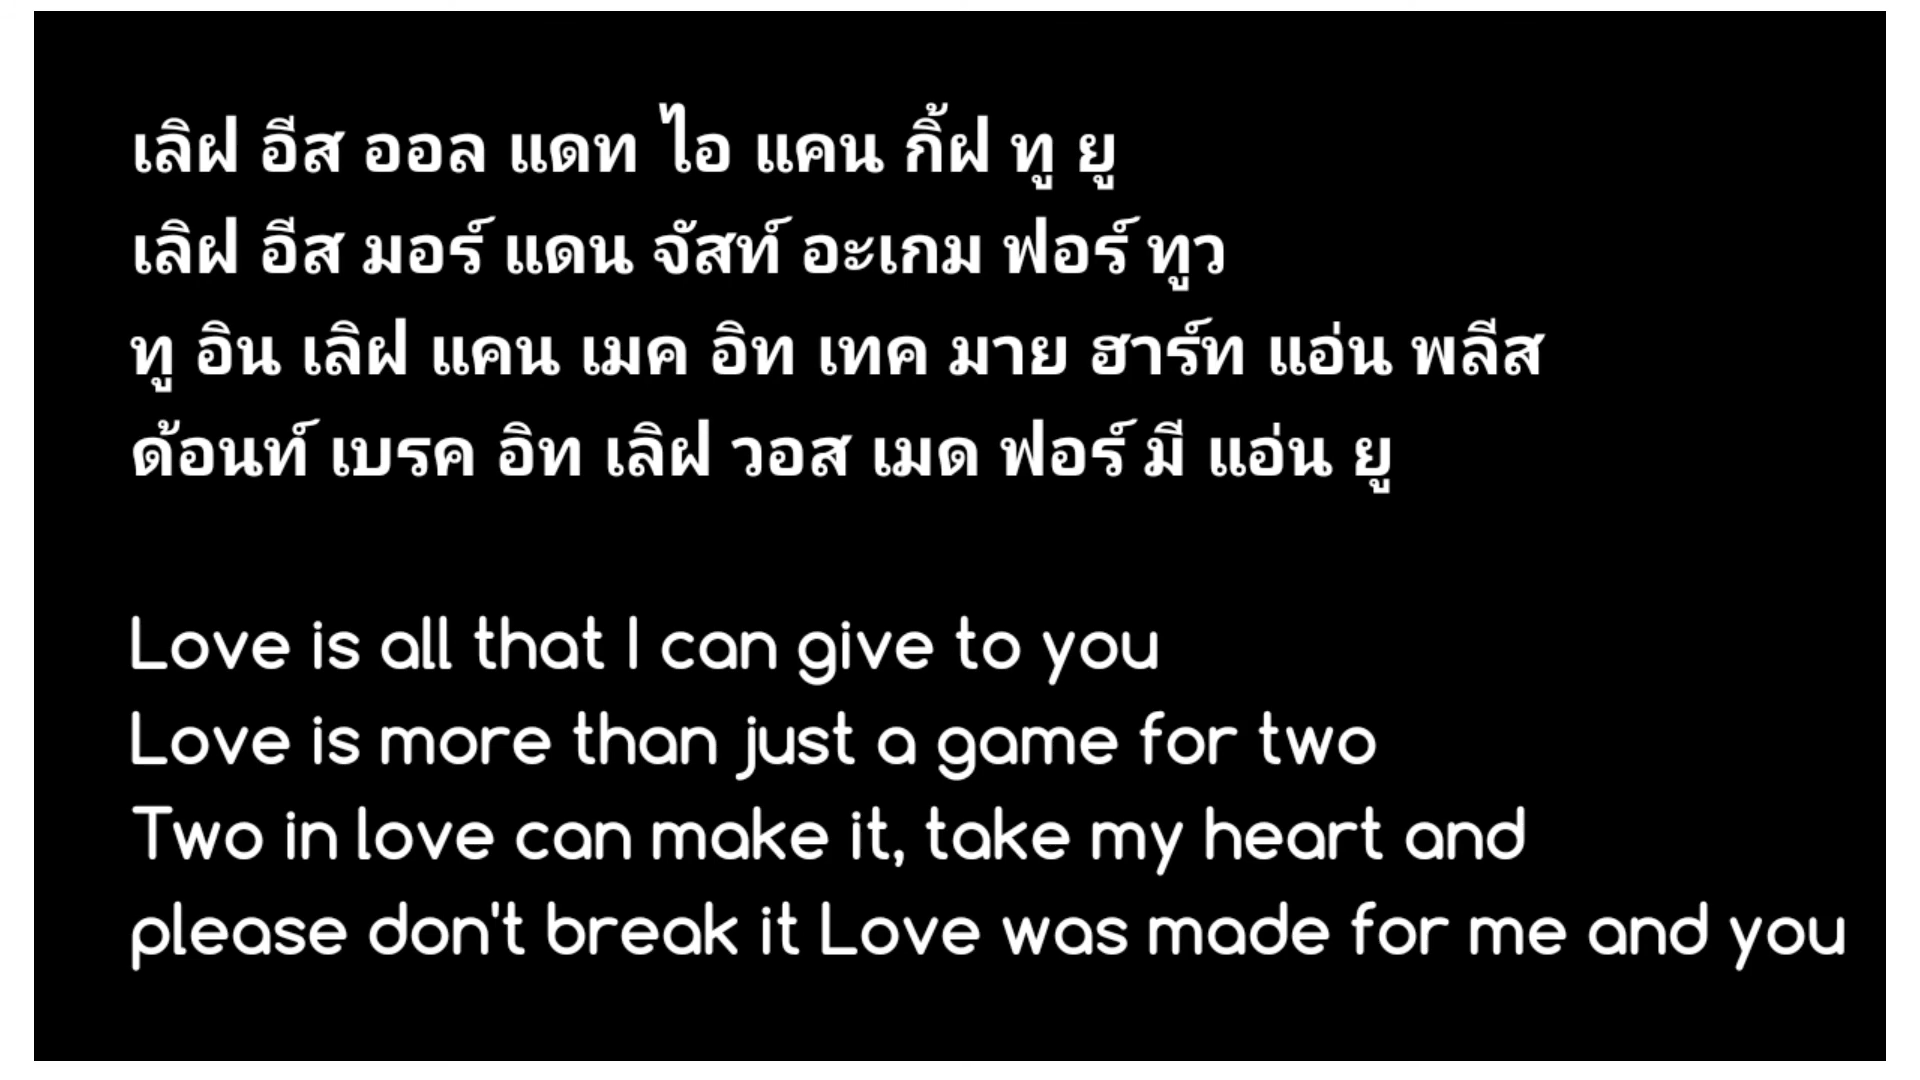 เลิฝ อีส ออล แดท ไอ แคน กิ้ฝ ทู ยู
เลิฝ อีส มอร์ แดน จัสท์ อะเกม ฟอร์ ทูว
ทู อิน เลิฝ แคน เมค อิท เทค มาย ฮาร์ท แอ่น พลีส
ด้อนท์ เบรค อิท เลิฝ วอส เมด ฟอร์ มี แอ่น ยู
Love is all that I can give to you
Love is more than just a game for two
Two in love can make it, take my heart and
please don't break it Love was made for me and you